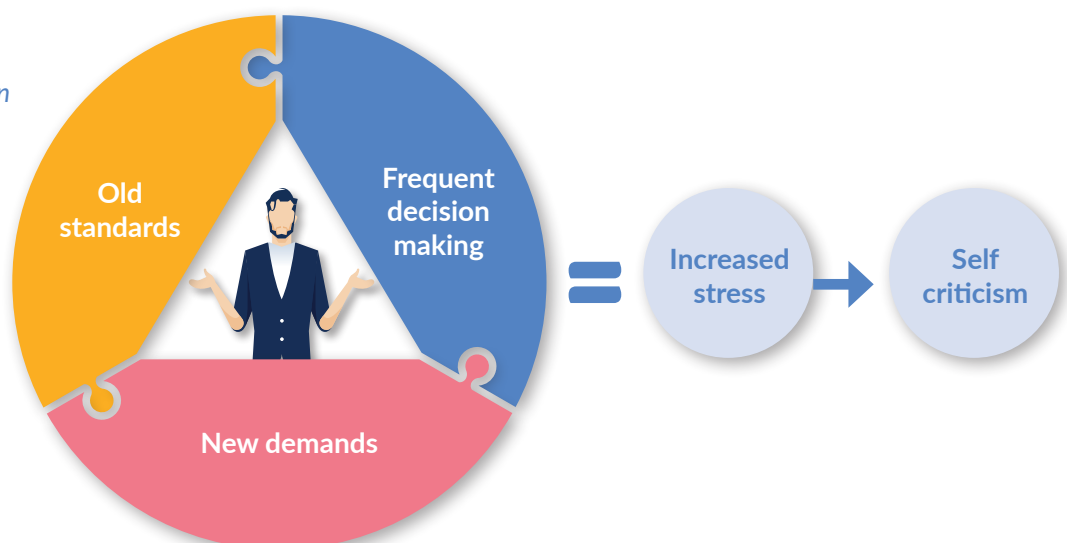 Old
standards
Frequent
decision
making
New demands
Increased
stress
Self
criticism